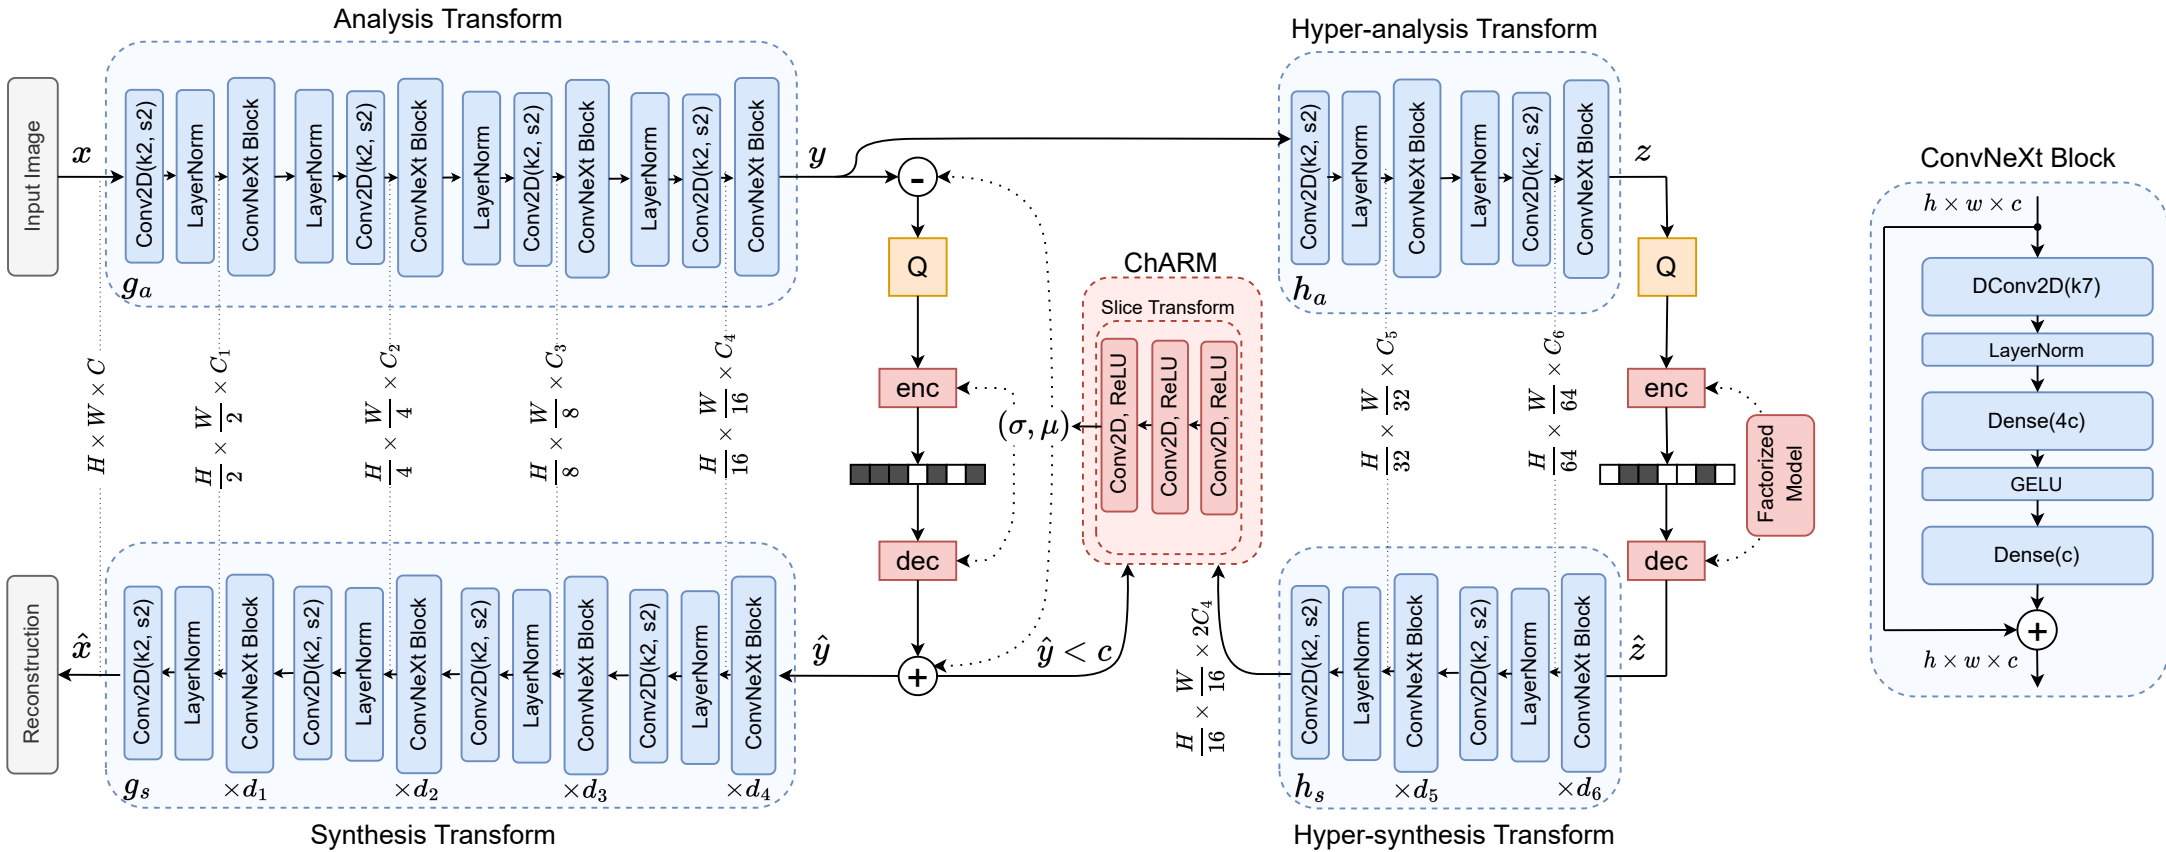 Analysis Transform
Input Image
x
Conv2D(k2, s2)
LayerNorm
ConvNeXt Block
LayerNorm
Conv2D(k2, s2)
ConvNeXt Block
LayerNorm
Conv2D(k2, s2)
ConvNeXt Block
LayerNorm
Conv2D(k2, s2)
ConvNeXt Block
g_a
y
-
Q
enc
dec
+
H × W × C
H/2 × W/2 × C_1
H/4 × W/4 × C_2
H/8 × W/8 × C_3
H/16 × W/16 × C_4
(σ, μ)
ChARM
Slice Transform
Conv2D, ReLU
Conv2D, ReLU
Conv2D, ReLU
Hyper-analysis Transform
Conv2D(k2, s2)
LayerNorm
ConvNeXt Block
LayerNorm
Conv2D(k2, s2)
ConvNeXt Block
h_a
z
Q
enc
dec
Factorized
Model
H/32 × W/32 × C_5
H/64 × W/64 × C_6
Reconstruction
x̂
Conv2D(k2, s2)
LayerNorm
ConvNeXt Block
Conv2D(k2, s2)
LayerNorm
ConvNeXt Block
Conv2D(k2, s2)
LayerNorm
ConvNeXt Block
Conv2D(k2, s2)
LayerNorm
ConvNeXt Block
g_s
×d_1
×d_2
×d_3
×d_4
Synthesis Transform
ŷ
ŷ < c
H/16 × W/16 × 2C_4
Conv2D(k2, s2)
LayerNorm
ConvNeXt Block
Conv2D(k2, s2)
LayerNorm
ConvNeXt Block
ẑ
h_s
×d_5
×d_6
Hyper-synthesis Transform
ConvNeXt Block
h × w × c
DConv2D(k7)
LayerNorm
Dense(4c)
GELU
Dense(c)
+
h × w × c